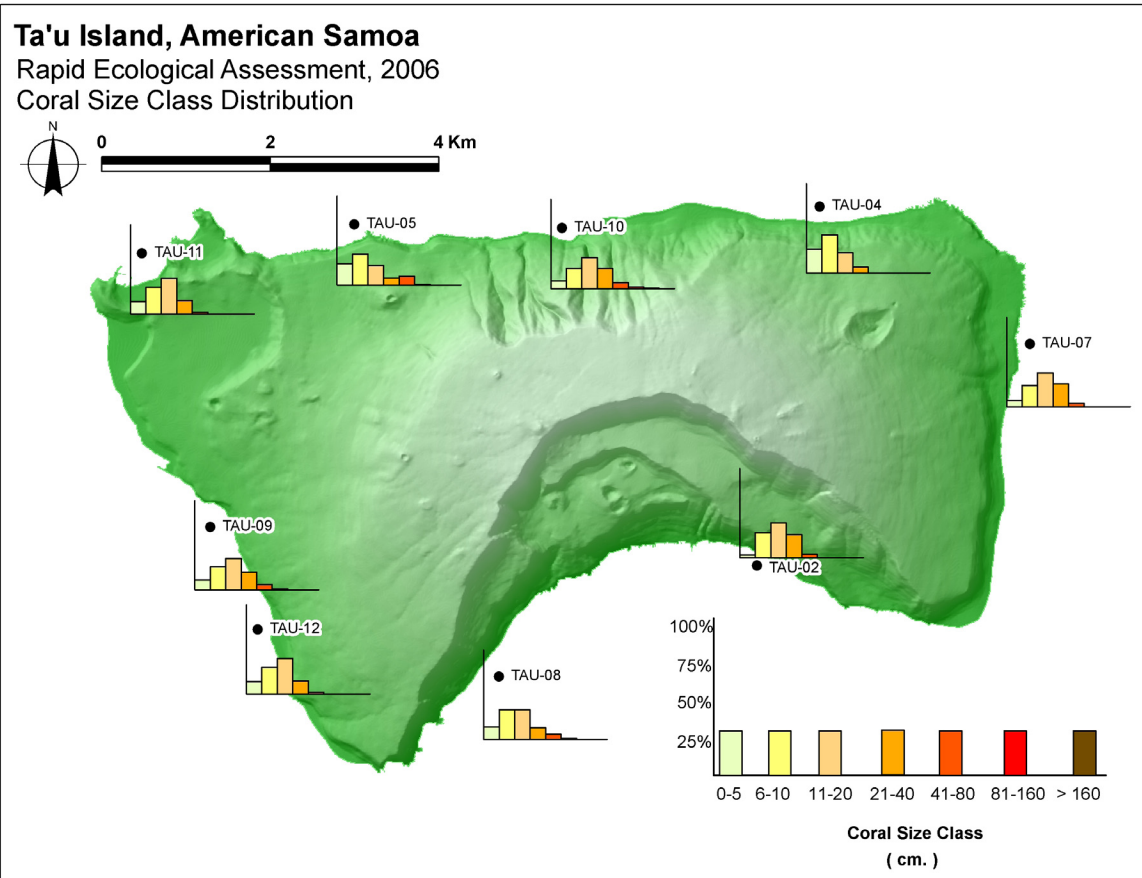 Ta'u Island, American Samoa
Rapid Ecological Assessment, 2006
Coral Size Class Distribution
N
0 2 4 Km
TAU-04
TAU-05
TAU-10
TAU-11
TAU-07
TAU-09
TAU-02
TAU-12
TAU-08
100%
75%
50%
25%
0-5 6-10 11-20 21-40 41-80 81-160 > 160
Coral Size Class
( cm. )